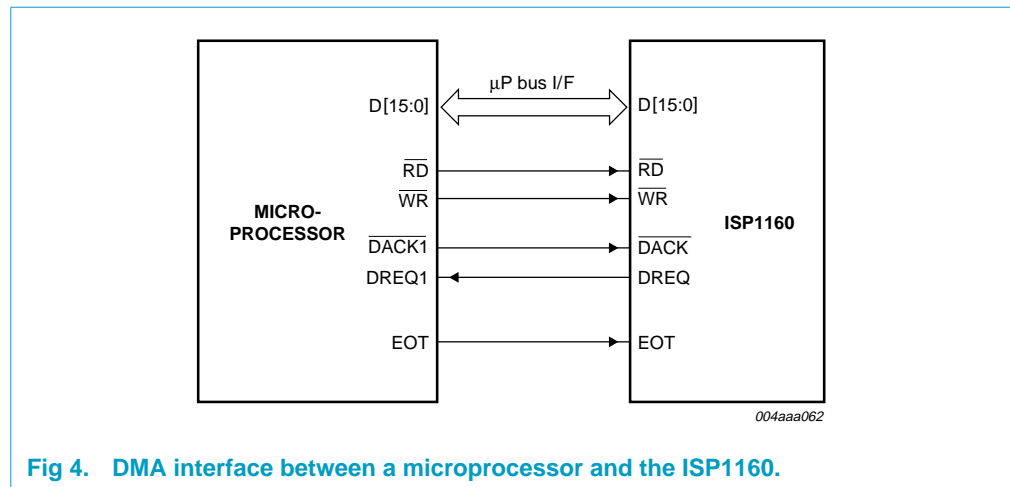 µP bus I/F
D[15:0] D[15:0]
RD RD
WR WR
MICRO-
PROCESSOR
ISP1160
DACK1 DACK
DREQ1 DREQ
EOT EOT
004aaa062
Fig 4. DMA interface between a microprocessor and the ISP1160.